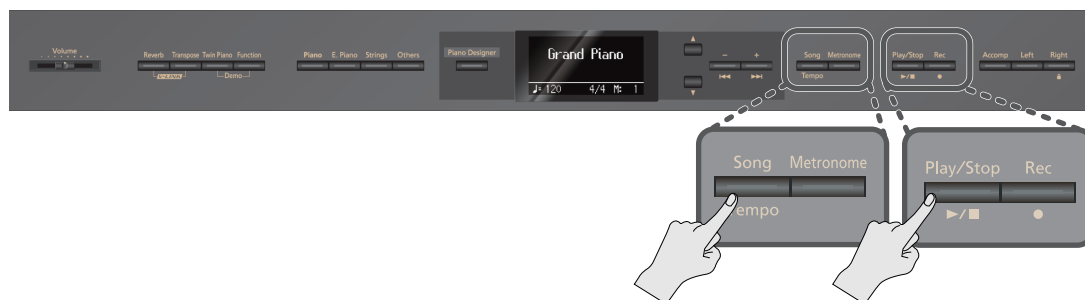 Volume
Reverb Transpose Twin Piano Function
Demo
Piano E. Piano Strings Others
Piano Designer
Grand Piano
♩= 120 4/4 M: 1
- +
Song Metronome
Tempo
Play/Stop Rec
Accomp Left Right
Song Metronome
empo
Play/Stop Rec